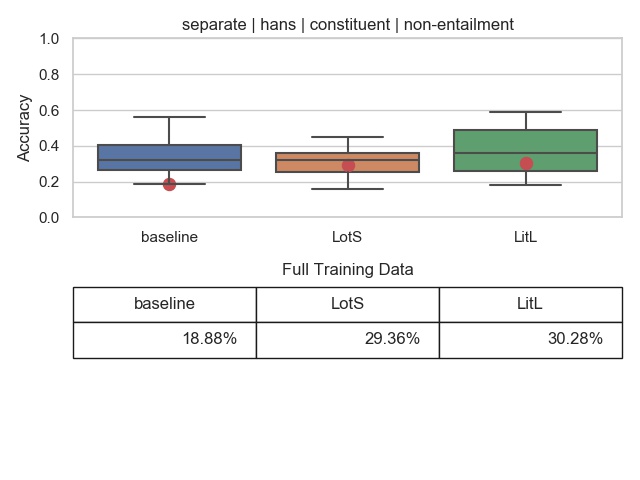 separate | hans | constituent | non-entailment
1.0
0.8
0.6
0.4
0.2
0.0
Accuracy
baseline LotS LitL
Full Training Data
baseline LotS LitL
18.88% 29.36% 30.28%